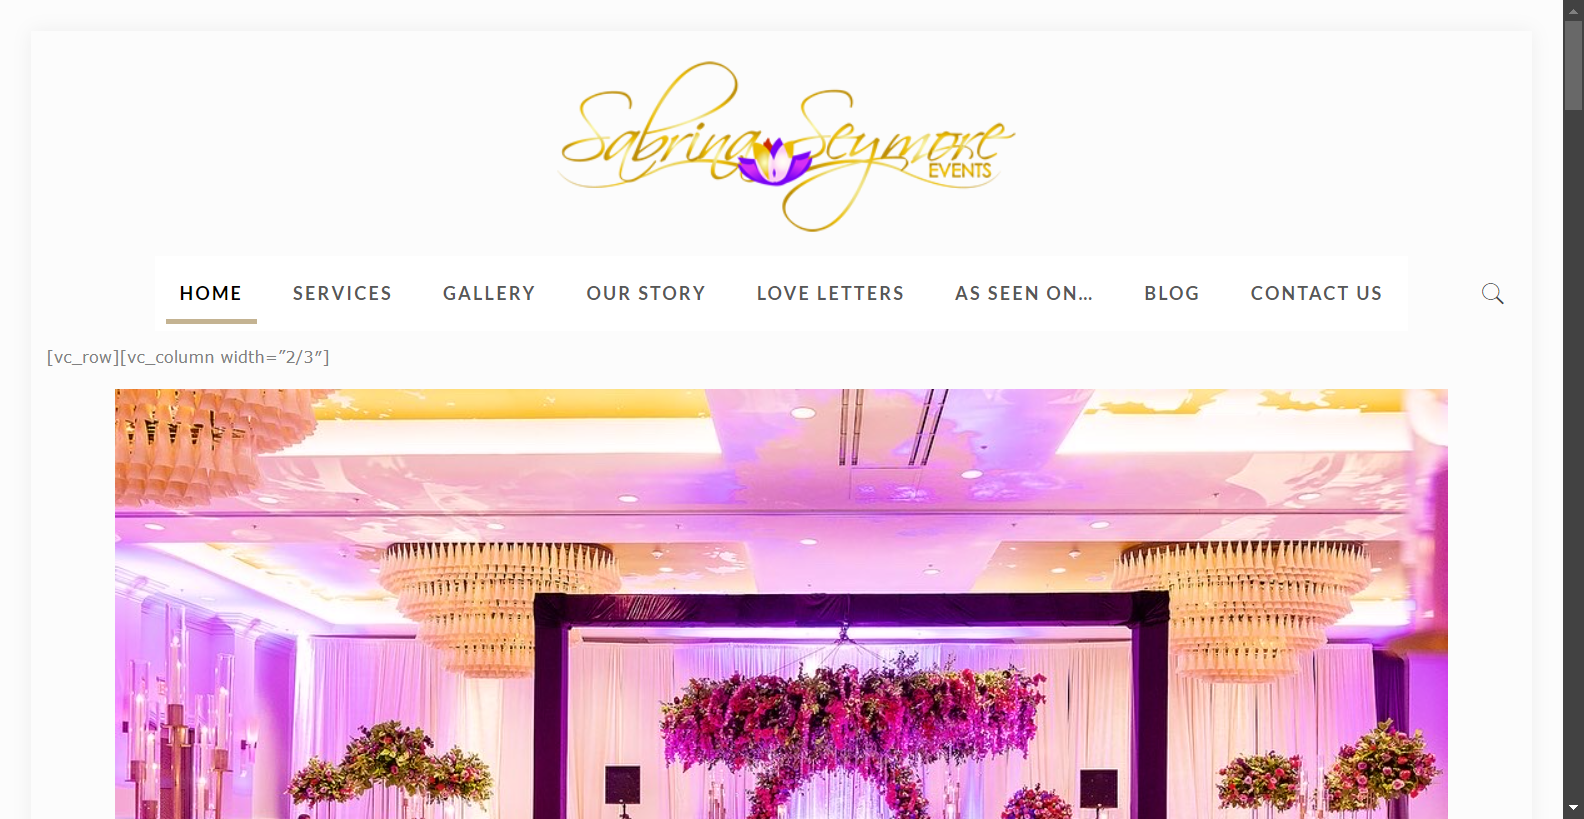 Sabrina Seymore
EVENTS
HOME
SERVICES
GALLERY
OUR STORY
LOVE LETTERS
AS SEEN ON...
BLOG
CONTACT US
[vc_row][vc_column width=”2/3″]